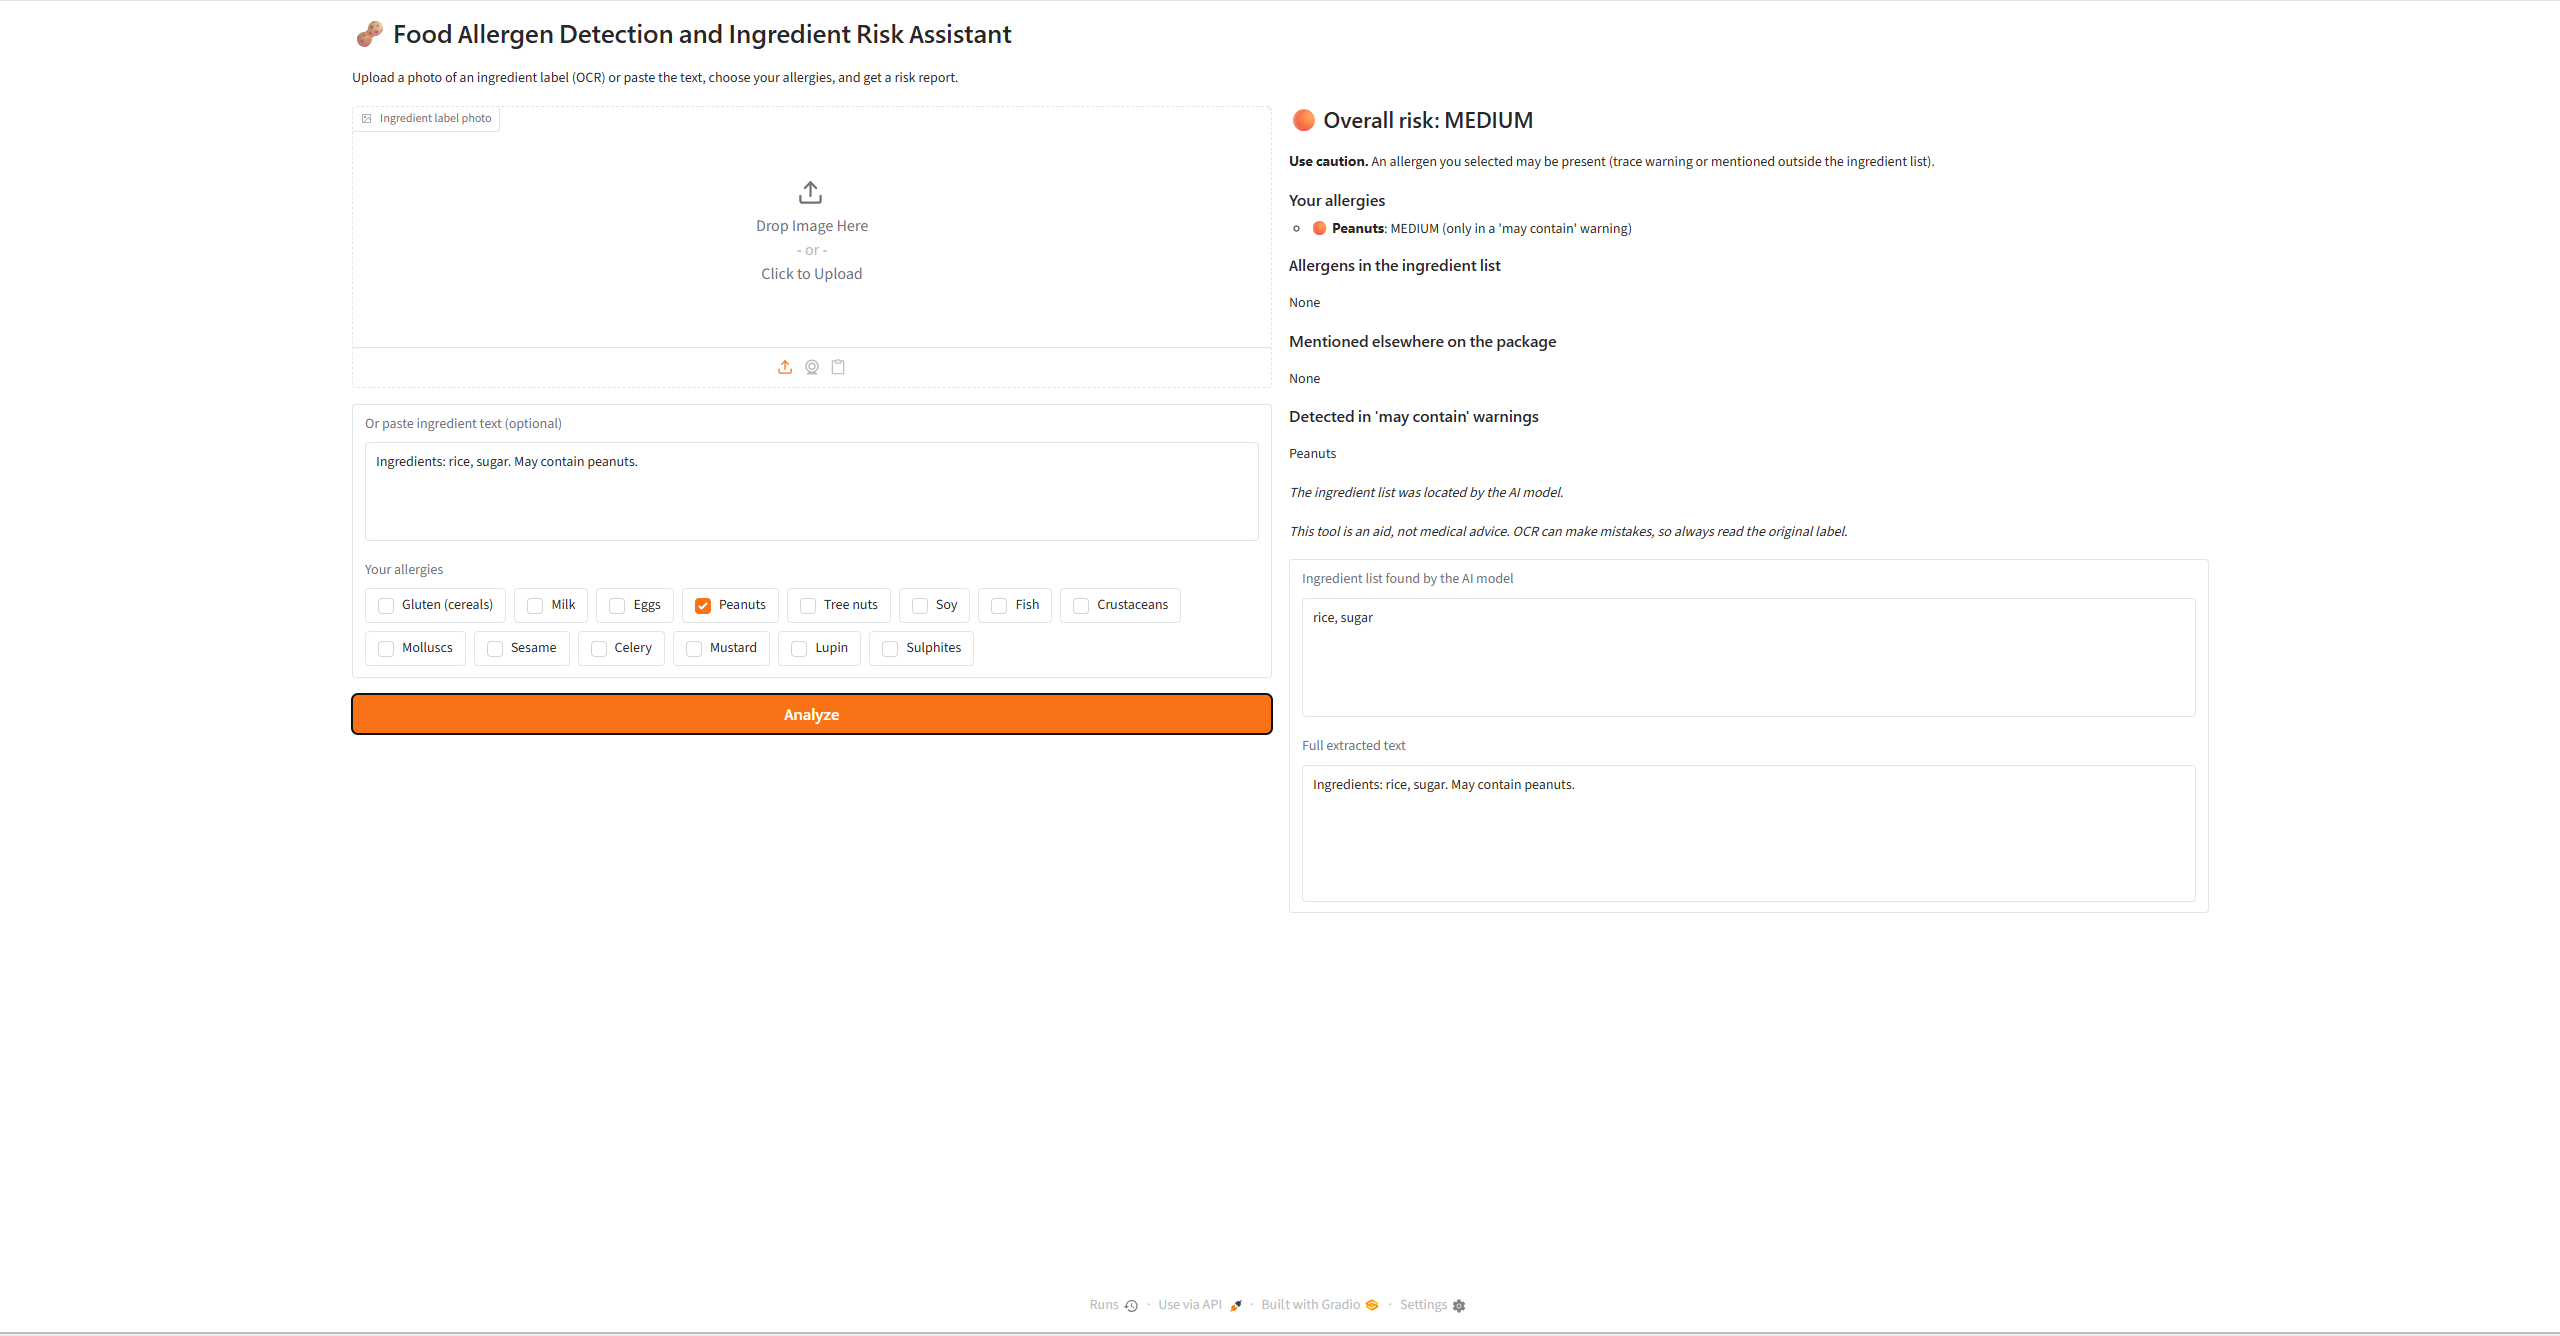 Food Allergen Detection and Ingredient Risk Assistant
Upload a photo of an ingredient label (OCR) or paste the text, choose your allergies, and get a risk report.
Ingredient label photo
Drop Image Here
- or -
Click to Upload
Or paste ingredient text (optional)
Ingredients: rice, sugar. May contain peanuts.
Your allergies
Gluten (cereals) Milk Eggs Peanuts Tree nuts Soy Fish Crustaceans
Molluscs Sesame Celery Mustard Lupin Sulphites
Analyze
Overall risk: MEDIUM
Use caution. An allergen you selected may be present (trace warning or mentioned outside the ingredient list).
Your allergies
Peanuts: MEDIUM (only in a 'may contain' warning)
Allergens in the ingredient list
None
Mentioned elsewhere on the package
None
Detected in 'may contain' warnings
Peanuts
The ingredient list was located by the AI model.
This tool is an aid, not medical advice. OCR can make mistakes, so always read the original label.
Ingredient list found by the AI model
rice, sugar
Full extracted text
Ingredients: rice, sugar. May contain peanuts.
Runs · Use via API · Built with Gradio · Settings